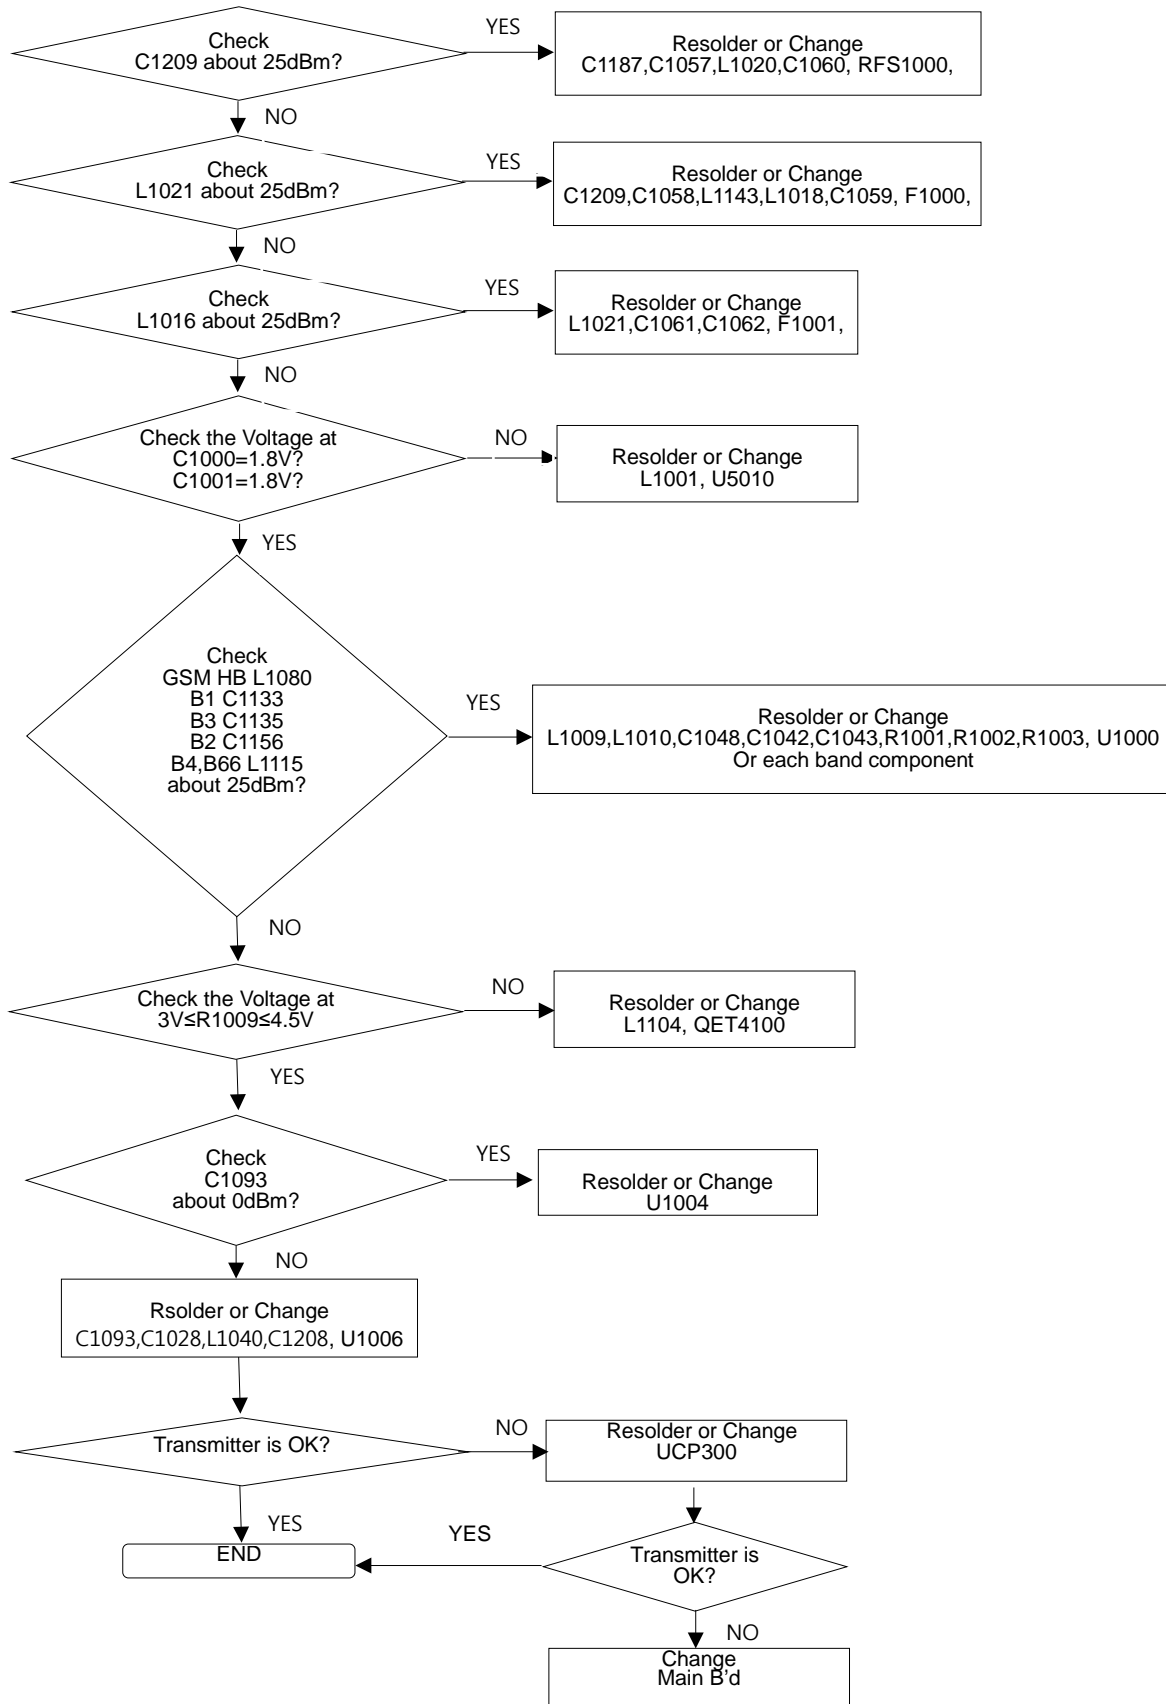 Check
C1209 about 25dBm?
YES
Resolder or Change
C1187,C1057,L1020,C1060, RFS1000,
NO
Check
L1021 about 25dBm?
YES
Resolder or Change
C1209,C1058,L1143,L1018,C1059, F1000,
NO
Check
L1016 about 25dBm?
YES
Resolder or Change
L1021,C1061,C1062, F1001,
NO
Check the Voltage at
C1000=1.8V?
C1001=1.8V?
NO
Resolder or Change
L1001, U5010
YES
Check
GSM HB L1080
B1 C1133
B3 C1135
B2 C1156
B4,B66 L1115
about 25dBm?
YES
Resolder or Change
L1009,L1010,C1048,C1042,C1043,R1001,R1002,R1003, U1000
Or each band component
NO
Check the Voltage at
3V≤R1009≤4.5V
NO
Resolder or Change
L1104, QET4100
YES
Check
C1093
about 0dBm?
YES
Resolder or Change
U1004
NO
Rsolder or Change
C1093,C1028,L1040,C1208, U1006
Transmitter is OK?
NO
Resolder or Change
UCP300
YES
END
YES
Transmitter is
OK?
NO
Change
Main B’d